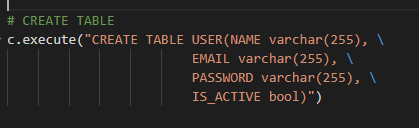 # CREATE TABLE
c.execute("CREATE TABLE USER(NAME varchar(255), \
EMAIL varchar(255), \
PASSWORD varchar(255), \
IS_ACTIVE bool)")